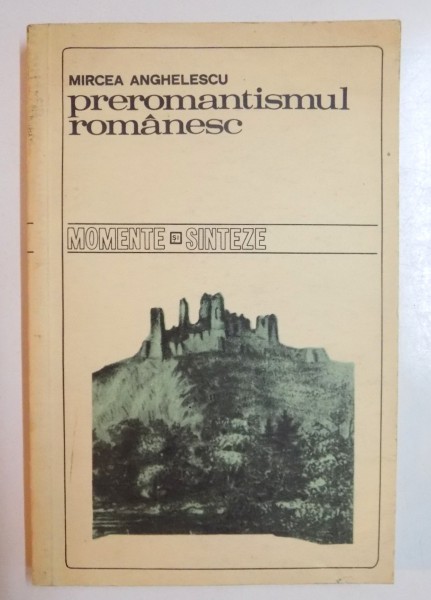 MIRCEA ANGHELESCU
preromantismul
românesc
MOMENTE ȘI SINTEZE